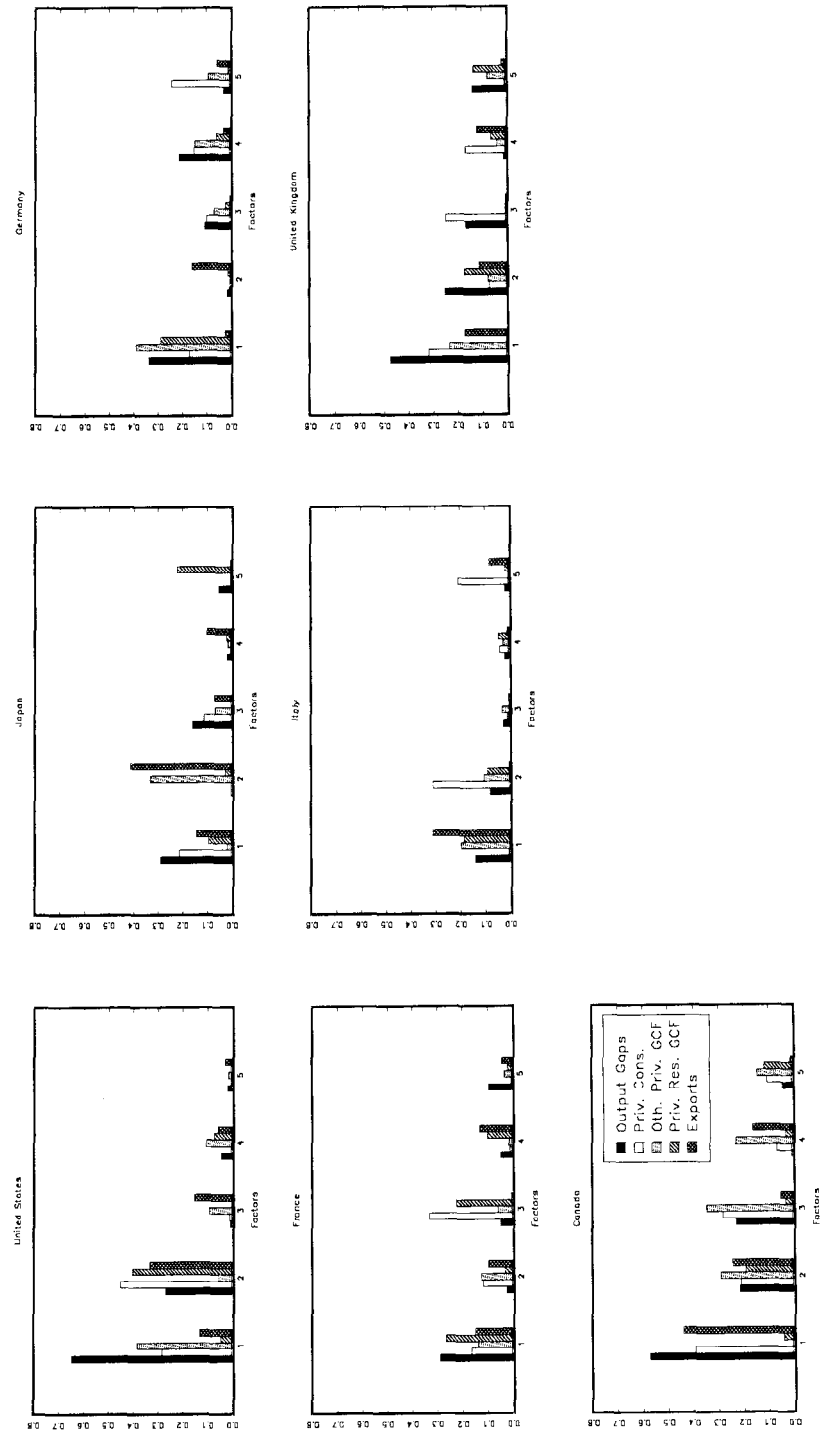 United States
0.8
0.7
0.6
0.5
0.4
0.3
0.2
0.1
0.0
1 2 3 4 5
Factors
Japan
0.8
0.7
0.6
0.5
0.4
0.3
0.2
0.1
0.0
1 2 3 4 5
Factors
Germany
0.8
0.7
0.6
0.5
0.4
0.3
0.2
0.1
0.0
1 2 3 4 5
Factors
France
0.8
0.7
0.6
0.5
0.4
0.3
0.2
0.1
0.0
1 2 3 4 5
Factors
Italy
0.8
0.7
0.6
0.5
0.4
0.3
0.2
0.1
0.0
1 2 3 4 5
Factors
United Kingdom
0.8
0.7
0.6
0.5
0.4
0.3
0.2
0.1
0.0
1 2 3 4 5
Factors
Canada
0.8
0.7
0.6
0.5
0.4
0.3
0.2
0.1
0.0
Output Gaps
Priv. Cons.
Oth. Priv. GCF
Priv. Res. GCF
Exports
1 2 3 4 5
Factors